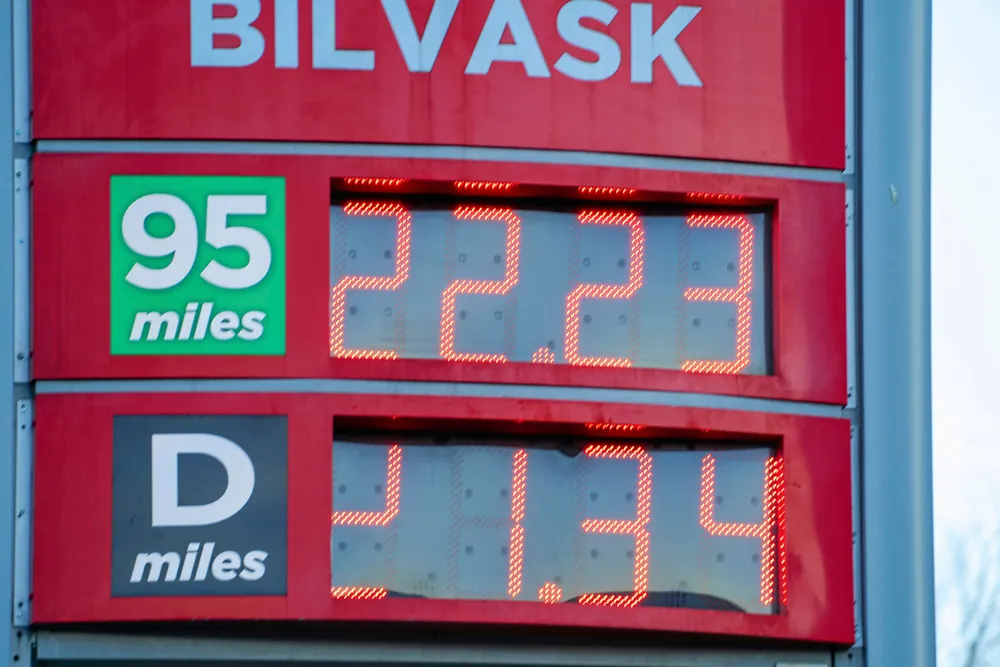 BILVASK
95
miles
22.23
D
miles
21.34